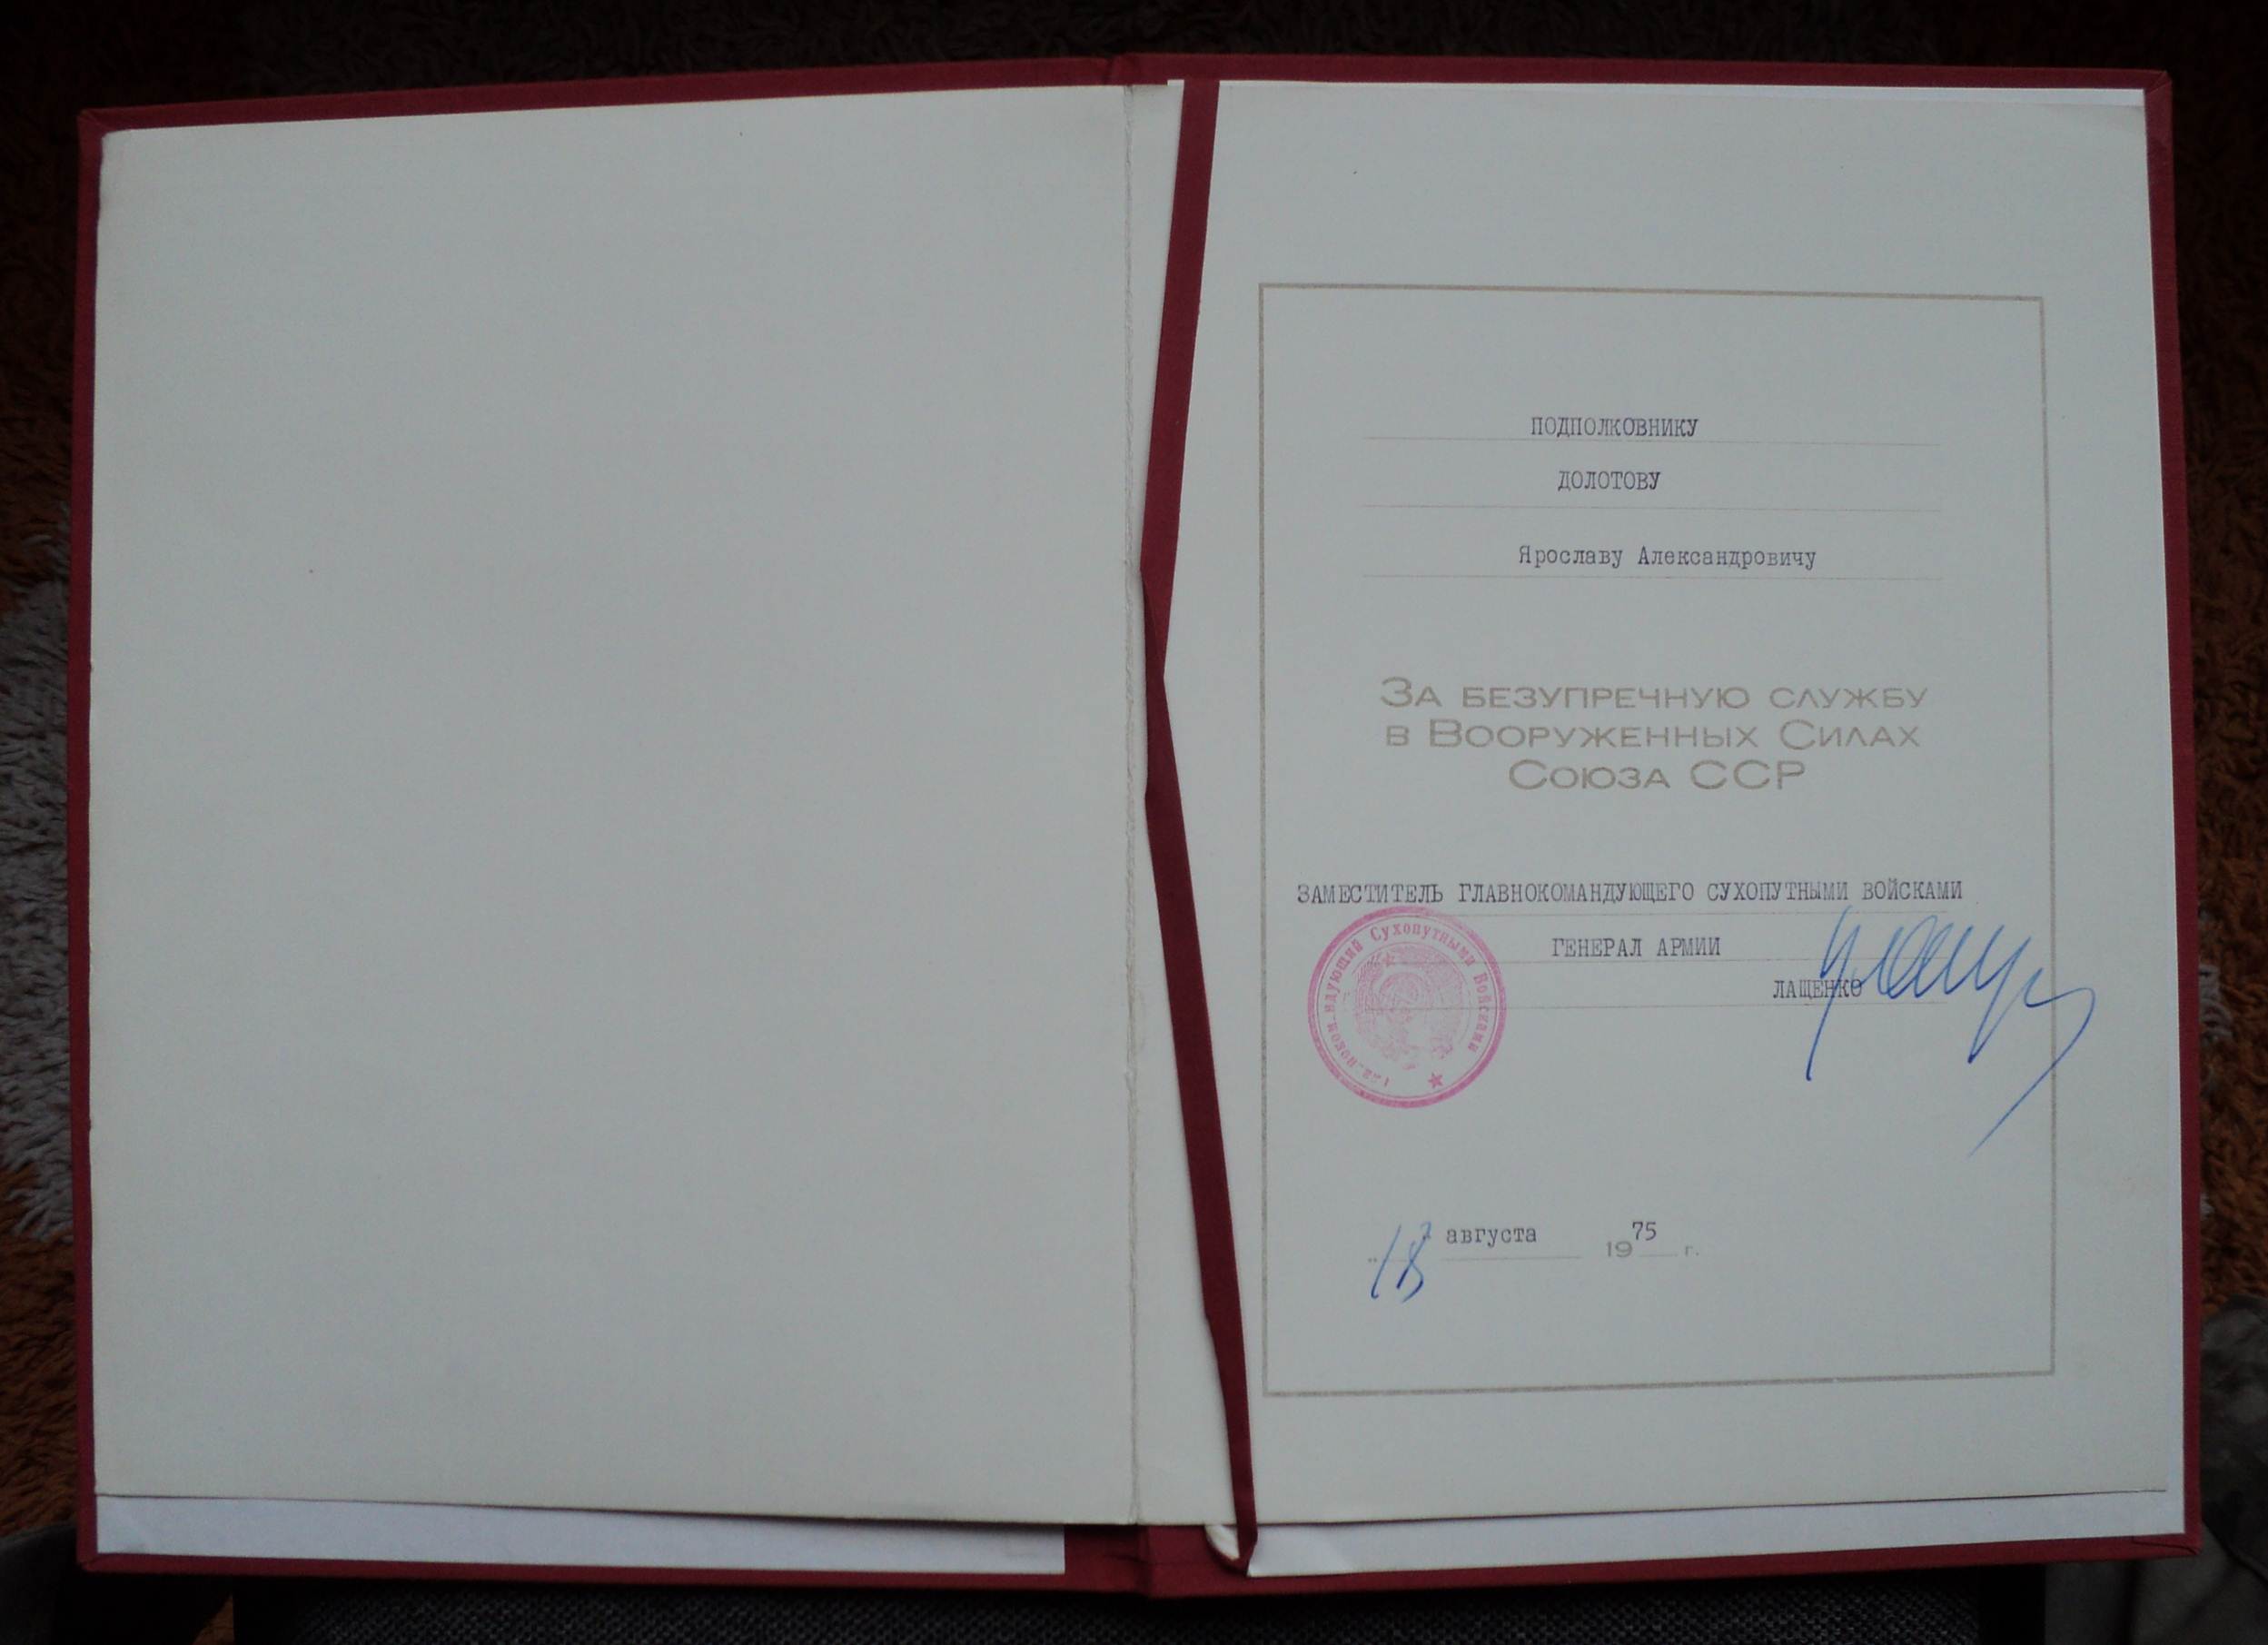 ПОДПОЛКОВНИКУ
ДОЛОТОВУ
Ярославу Александровичу
За безупречную службу
в Вооруженных Силах
Союза ССР
ЗАМЕСТИТЕЛЬ ГЛАВНОКОМАНДУЮЩЕГО СУХОПУТНЫМИ ВОЙСКАМИ
ГЕНЕРАЛ АРМИИ
ЛАЩЕНКО
Сухопутными Войсками
"18" августа 1975 г.